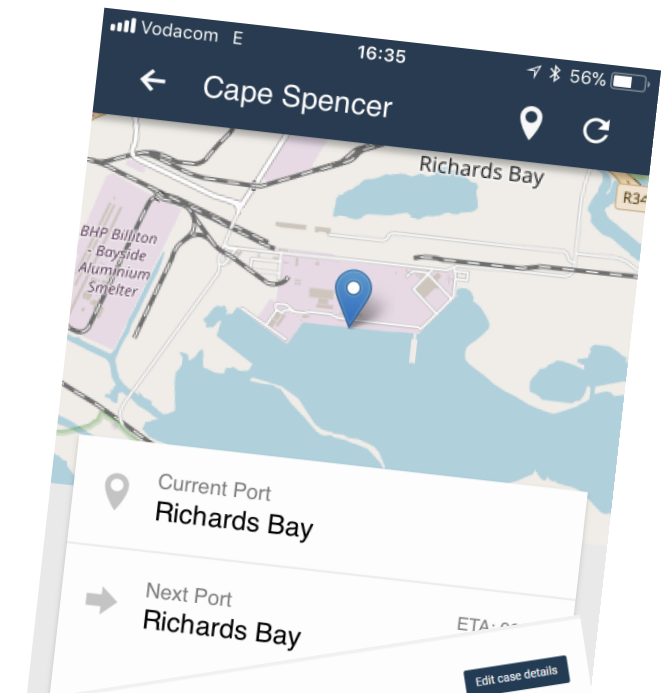 Vodacom E 16:35 56%
Cape Spencer
Richards Bay
R34
BHP Billiton
- Bayside
Aluminium
Smelter
Current Port
Richards Bay
Next Port
Richards Bay
ETA:
Edit case details